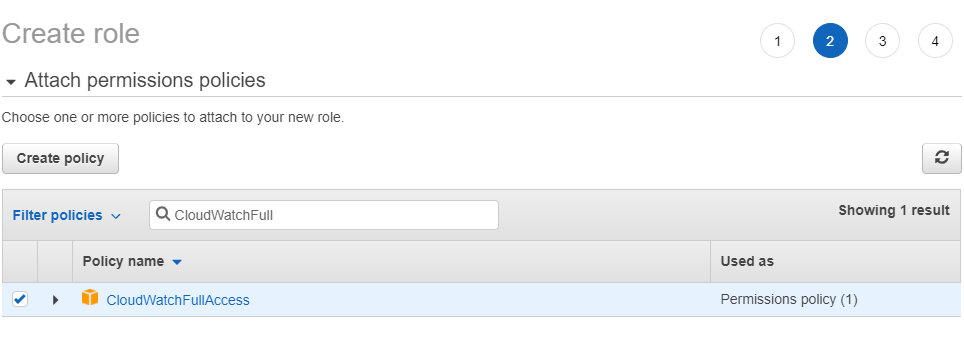 Create role
1 2 3 4
Attach permissions policies
Choose one or more policies to attach to your new role.
Create policy
Filter policies CloudWatchFull Showing 1 result
Policy name Used as
CloudWatchFullAccess Permissions policy (1)